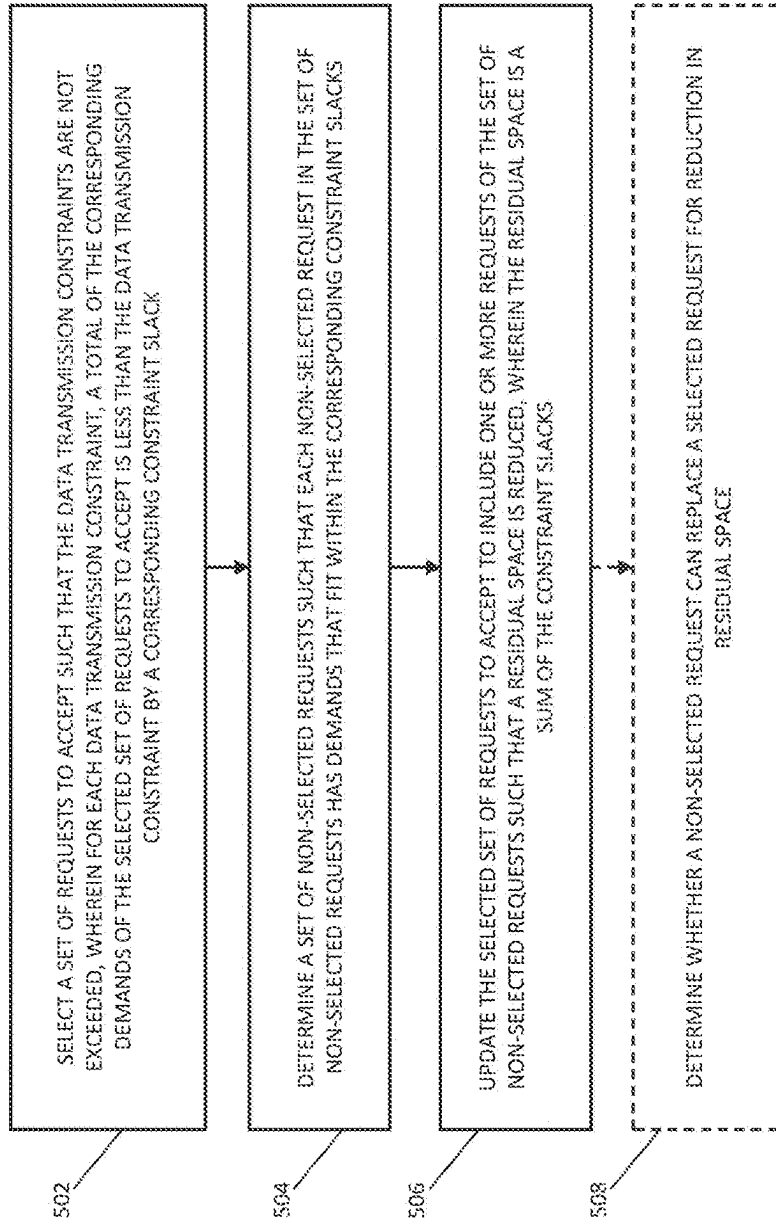 502
SELECT A SET OF REQUESTS TO ACCEPT SUCH THAT THE DATA TRANSMISSION CONSTRAINTS ARE NOT
EXCEEDED, WHEREIN FOR EACH DATA TRANSMISSION CONSTRAINT, A TOTAL OF THE CORRESPONDING
DEMANDS OF THE SELECTED SET OF REQUESTS TO ACCEPT IS LESS THAN THE DATA TRANSMISSION
CONSTRAINT BY A CORRESPONDING CONSTRAINT SLACK
504
DETERMINE A SET OF NON-SELECTED REQUESTS SUCH THAT EACH NON-SELECTED REQUEST IN THE SET OF
NON-SELECTED REQUESTS HAS DEMANDS THAT FIT WITHIN THE CORRESPONDING CONSTRAINT SLACKS
506
UPDATE THE SELECTED SET OF REQUESTS TO ACCEPT TO INCLUDE ONE OR MORE REQUESTS OF THE SET OF
NON-SELECTED REQUESTS SUCH THAT A RESIDUAL SPACE IS REDUCED, WHEREIN THE RESIDUAL SPACE IS A
SUM OF THE CONSTRAINT SLACKS
508
DETERMINE WHETHER A NON-SELECTED REQUEST CAN REPLACE A SELECTED REQUEST FOR REDUCTION IN
RESIDUAL SPACE